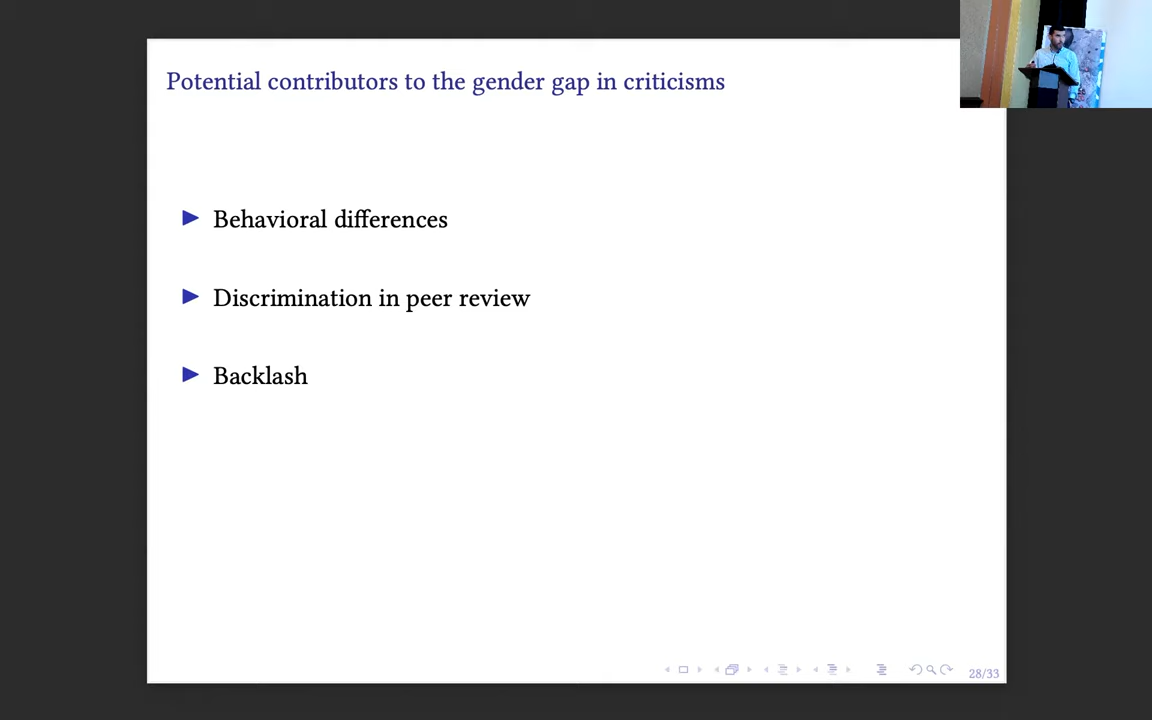 Potential contributors to the gender gap in criticisms
Behavioral differences
Discrimination in peer review
Backlash
28/33